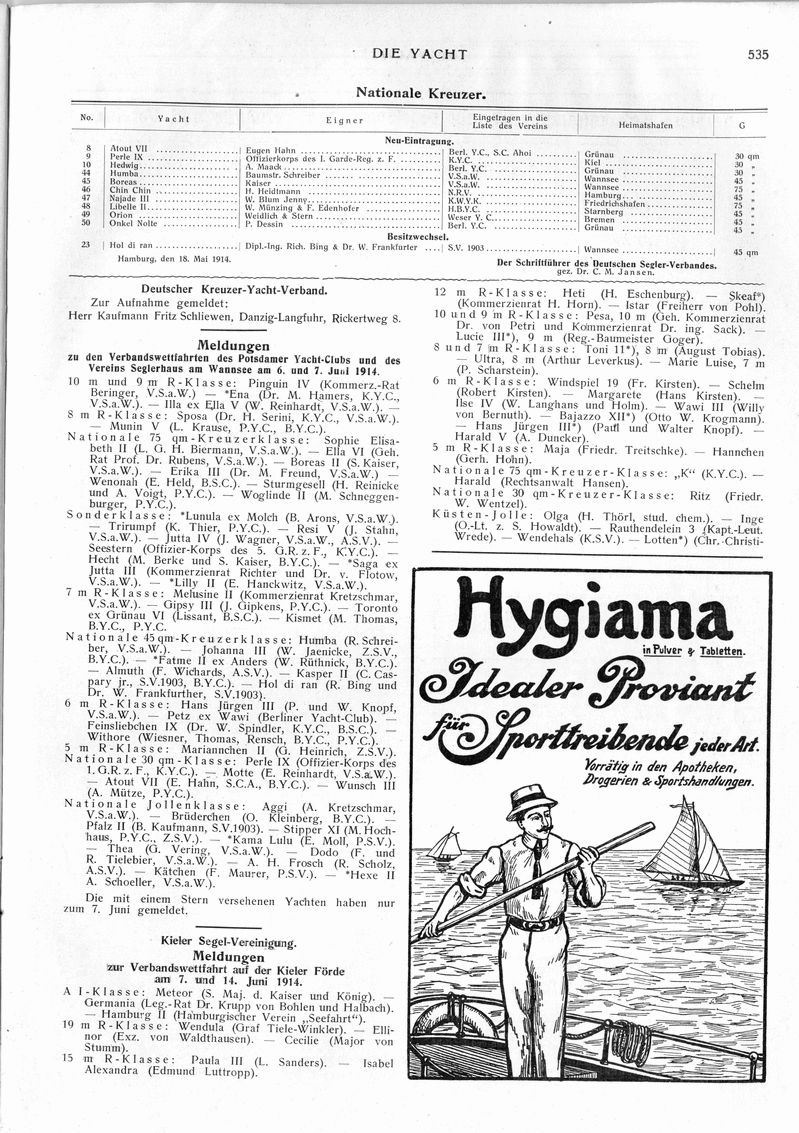 DIE YACHT 535
Nationale Kreuzer.
No. Yacht Eigner Eingetragen in die Liste des Vereins Heimatshafen G
Neu-Eintragung.
8 Atout VII Eugen Hahn Berl. Y.C., S.C. Ahoi Grünau 30 qm
9 Perle IX Offizierkorps des 1. Garde-Reg. z. F. K.Y.C. Kiel 30 „
10 Hedwig A. Maack Berl. Y.C. Grünau 30 „
44 Humba Baumstr. Schreiber V.S.a.W. Wannsee 45 „
45 Boreas Kaiser V.S.a.W. Wannsee 75 „
46 Chin Chin H. Heidtmann N.R.V. Hamburg 45 „
47 Najade III W. Blum Jenny K.W.Y.K. Friedrichshafen 75 „
48 Libelle II W. Münzing & F. Edenhofer H.B.Y.C. Starnberg 45 „
49 Orion Weidlich & Stern Weser Y. C. Bremen 45 „
50 Onkel Nolte P. Dessin Berl. Y.C. Grünau 45 „
Besitzwechsel.
23 Hol di ran Dipl.-Ing. Rich. Bing & Dr. W. Frankfurter S.V. 1903 Wannsee 45 qm
Hamburg, den 18. Mai 1914.
Der Schriftführer des Deutschen Segler-Verbandes.
gez. Dr. C. M. Jansen.
Deutscher Kreuzer-Yacht-Verband.
Zur Aufnahme gemeldet:
Herr Kaufmann Fritz Schliewen, Danzig-Langfuhr, Rickertweg 8.
Meldungen
zu den Verbandswettfahrten des Potsdamer Yacht-Clubs und des
Vereins Seglerhaus am Wannsee am 6. und 7. Juni 1914.
10 m und 9 m R-Klasse: Pinguin IV (Kommerz.-Rat
Beringer, V.S.a.W.) — *Ena (Dr. M. Hamers, K.Y.C.,
V.S.a.W.). — Illa ex Ella V (W. Reinhardt, V.S.a.W.). —
8 m R-Klasse: Sposa (Dr. H. Serini, K.Y.C., V.S.a.W.).
— Munin V (L. Krause, P.Y.C., B.Y.C.).
Nationale 75 qm-Kreuzerklasse: Sophie Elisa-
beth II (L. G. H. Biermann, V.S.a.W.). — Ella VI (Geh.
Rat Prof. Dr. Rubens, V.S.a.W.). — Boreas II (S. Kaiser,
V.S.a.W.). — Erika III (Dr. M. Freund, V.S.a.W.) —
Wenonah (E. Held, B.S.C.). — Sturmgesell (H. Reinicke
und A. Voigt, P.Y.C.). — Woglinde II (M. Schneggen-
burger, P.Y.C.).
Sonderklasse: *Lunula ex Molch (B. Arons, V.S.a.W.).
— Trirumpf (K. Thier, P.Y.C.). — Resi V (J. Stahn,
V.S.a.W.). — Jutta IV (J. Wagner, V.S.a.W., A.S.V.). —
Seestern (Offizier-Korps des 5. G.R. z. F., K.Y.C.). —
Hecht (M. Berke und S. Kaiser, B.Y.C.). — *Saga ex
Jutta III (Kommerzienrat Richter und Dr. v. Flotow,
V.S.a.W.). — *Lilly II (E. Hanckwitz, V.S.a.W.).
7 m R-Klasse: Melusine II (Kommerzienrat Kretzschmar,
V.S.a.W.). — Gipsy III (J. Gipkens, P.Y.C.). — Toronto
ex Grünau VI (Lissant, B.S.C.). — Kismet (M. Thomas,
B.Y.C., P.Y.C.
Nationale 45 qm-Kreuzerklasse: Humba (R. Schrei-
ber, V.S.a.W.). — Johanna III (W. Jaenicke, Z.S.V.,
B.Y.C.). — *Fatme II ex Anders (W. Rüthnick, B.Y.C.).
— Almuth (F. Wichards, A.S.V.). — Kasper II (C. Cas-
pary jr., S.V.1903, B.Y.C.). — Hol di ran (R. Bing und
Dr. W. Frankfurther, S.V.1903).
6 m R-Klasse: Hans Jürgen III (P. und W. Knopf,
V.S.a.W.). — Petz ex Wawi (Berliner Yacht-Club). —
Feinsliebchen IX (Dr. W. Spindler, K.Y.C., B.S.C.). —
Withore (Wiesner, Thomas, Rensch, B.Y.C., P.Y.C.).
5 m R-Klasse: Mariannchen II (G. Heinrich, Z.S.V.).
Nationale 30 qm-Klasse: Perle IX (Offizier-Korps des
1. G.R. z. F., K.Y.C.). — Motte (E. Reinhardt, V.S.a.W.).
— Atout VII (E. Hahn, S.C.A., B.Y.C.). — Wunsch III
(A. Mütze, P.Y.C.).
Nationale Jollenklasse: Aggi (A. Kretzschmar,
V.S.a.W.). — Brüderchen (O. Kleinberg, B.Y.C.). —
Pfalz II (B. Kaufmann, S.V.1903). — Stipper XI (M. Hoch-
haus, P.Y.C., Z.S.V.). — *Kama Lulu (E. Moll, P.S.V.).
— Thea (G. Vering, V.S.a.W.). — Dodo (F. und
R. Tielebier, V.S.a.W.). — A. H. Frosch (R. Scholz,
A.S.V.). — Kätchen (F. Maurer, P.S.V.). — *Hexe II
A. Schoeller, V.S.a.W.).
Die mit einem Stern versehenen Yachten haben nur
zum 7. Juni gemeldet.
Kieler Segel-Vereinigung.
Meldungen
zur Verbandswettfahrt auf der Kieler Förde
am 7. und 14. Juni 1914.
A I-Klasse: Meteor (S. Maj. d. Kaiser und König). —
Germania (Leg.-Rat Dr. Krupp von Bohlen und Halbach).
— Hamburg II (Hamburgischer Verein „Seefahrt“).
19 m R-Klasse: Wendula (Graf Tiele-Winkler). — Elli-
nor (Exz. von Waldthausen). — Cecilie (Major von
Stumm).
15 m R-Klasse: Paula III (L. Sanders). — Isabel
Alexandra (Edmund Luttropp).
12 m R-Klasse: Heti (H. Eschenburg). — Skeaf*)
(Kommerzienrat H. Horn). — Istar (Freiherr von Pohl).
10 und 9 m R-Klasse: Pesa, 10 m (Geh. Kommerzienrat
Dr. von Petri und Kommerzienrat Dr. ing. Sack). —
Lucie III*), 9 m (Reg.-Baumeister Goger).
8 und 7 m R-Klasse: Toni 11*), 8 m (August Tobias).
— Ultra, 8 m (Arthur Leverkus). — Marie Luise, 7 m
(P. Scharstein).
6 m R-Klasse: Windspiel 19 (Fr. Kirsten). — Schelm
(Robert Kirsten). — Margarete (Hans Kirsten). —
Ilse IV (W. Langhans und Holm). — Wawi III (Willy
von Bernuth). — Bajazzo XII*) (Otto W. Krogmann).
— Hans Jürgen III*) (Paul und Walter Knopf). —
Harald V (A. Duncker).
5 m R-Klasse: Maja (Friedr. Treitschke). — Hannchen
(Gerh. Hohn).
Nationale 75 qm-Kreuzer-Klasse: „K“ (K.Y.C.). —
Harald (Rechtsanwalt Hansen).
Nationale 30 qm-Kreuzer-Klasse: Ritz (Friedr.
W. Wentzel).
Küsten-Jolle: Olga (H. Thörl, stud. chem.). — Inge
(O.-Lt. z. S. Howaldt). — Rauthendelein 3 (Kapt.-Leut.
Wrede). — Wendehals (K.S.V.). — Lotten*) (Chr. Christi-
Hygiama
in Pulver & Tabletten.
Idealer Proviant
für Sporttreibende jeder Art.
Vorrätig in den Apotheken,
Drogerien & Sportshandlungen.